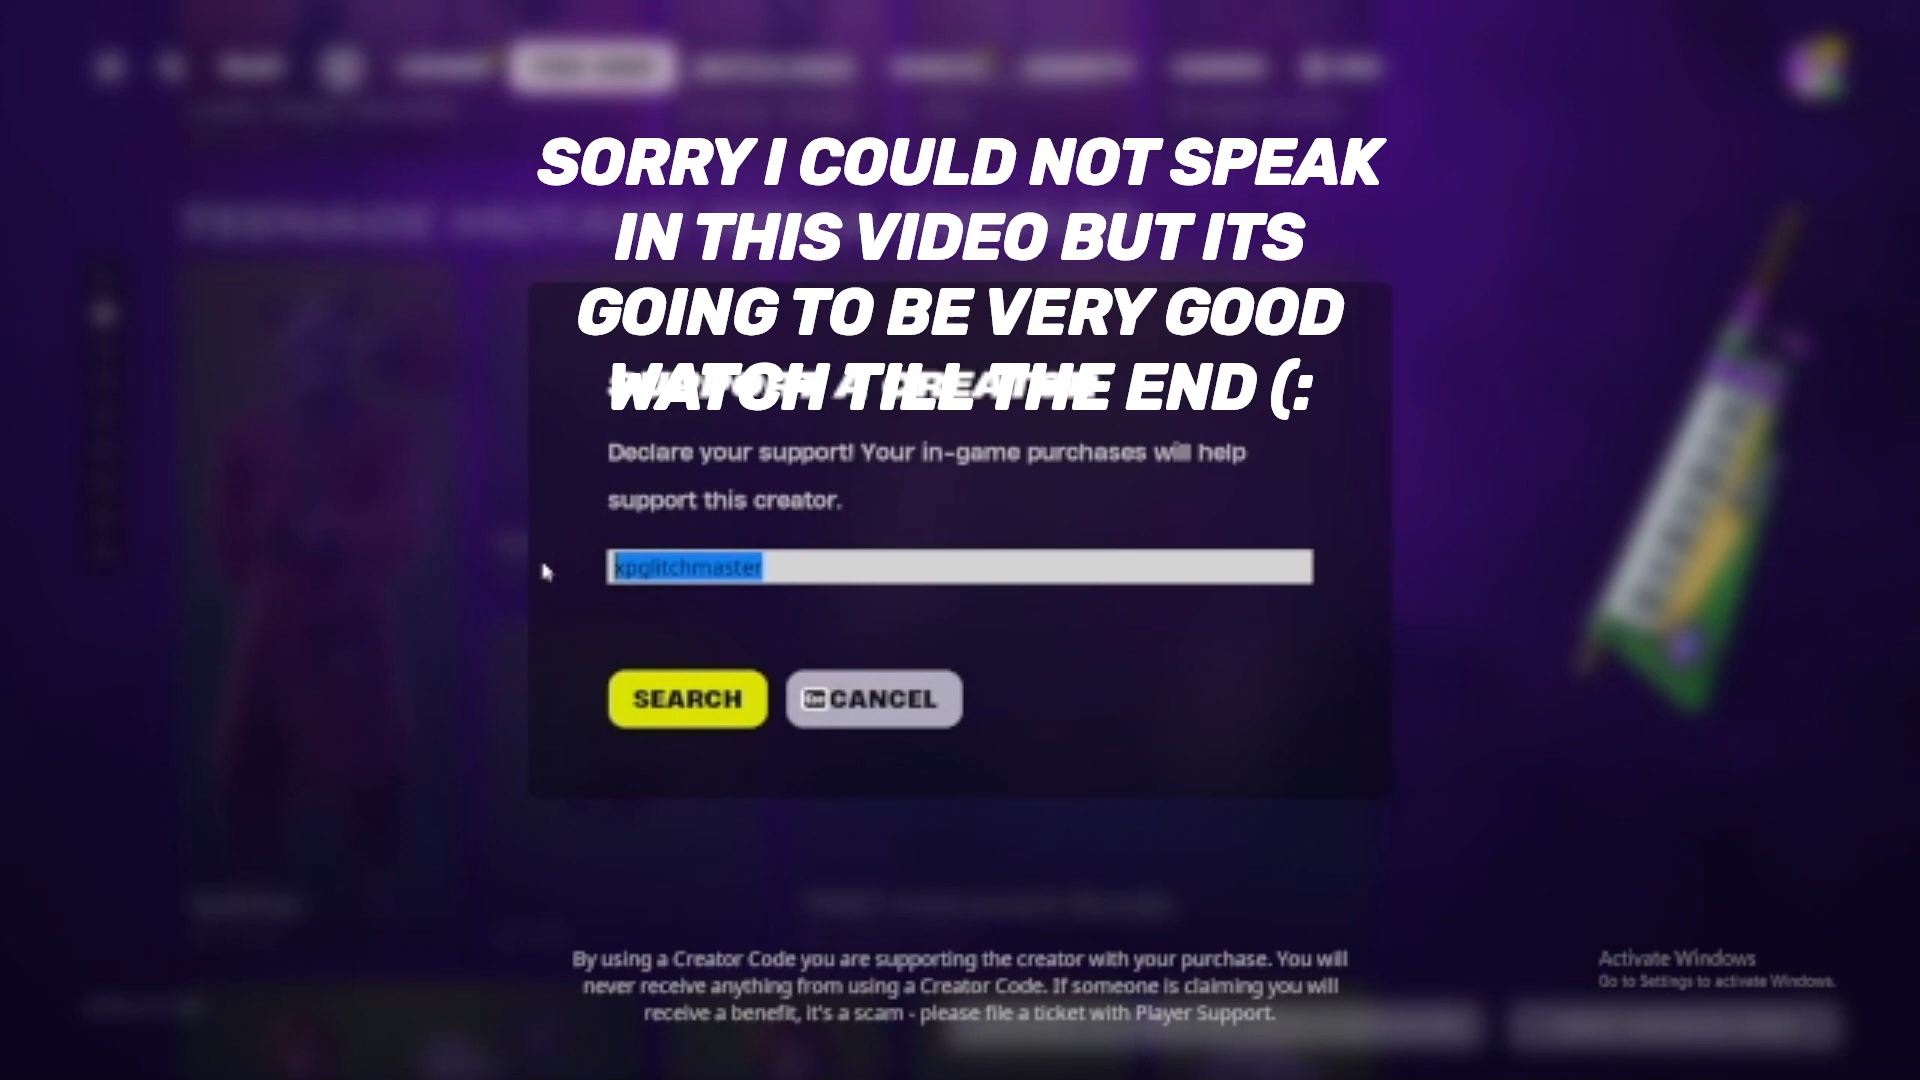 SORRY I COULD NOT SPEAK
IN THIS VIDEO BUT ITS
GOING TO BE VERY GOOD
WATCH TILL THE END (:
Declare your support! Your in-game purchases will help
support this creator.
xpglitchmaster
SEARCH
Esc CANCEL
By using a Creator Code you are supporting the creator with your purchase. You will
never receive anything from using a Creator Code. If someone is claiming you will
receive a benefit, it's a scam - please file a ticket with Player Support.
Activate Windows
Go to Settings to activate Windows.